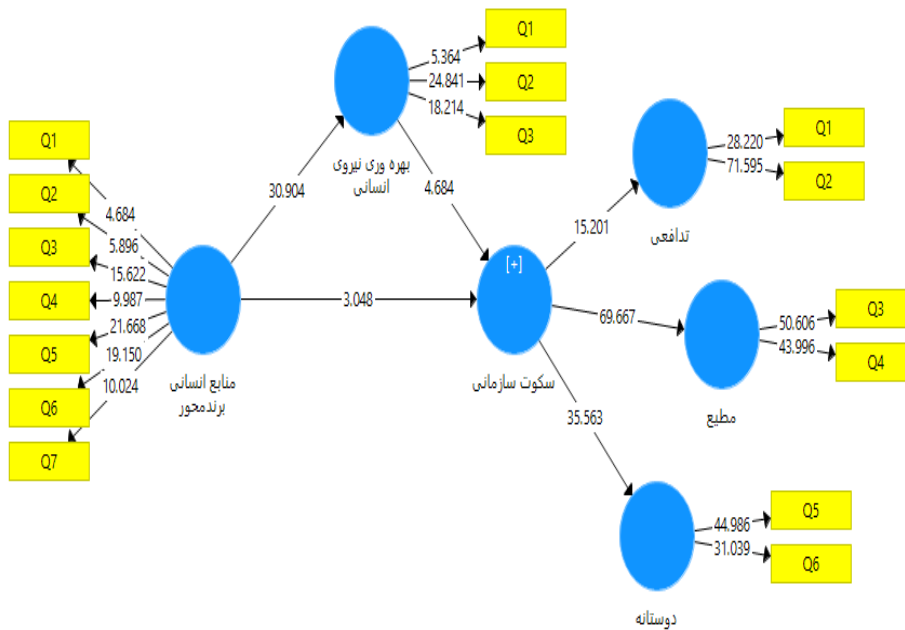 Q1
5.364
Q2
24.841
18.214
Q3
بهره وری نیروی
انسانی
Q1
Q2
Q3
Q4
Q5
Q6
Q7
4.684
5.896
15.622
9.987
21.668
19.150
10.024
منابع انسانی
برندمحور
30.904
4.684
3.048
[+]
سکوت سازمانی
15.201
69.667
35.563
Q1
28.220
71.595
Q2
تدافعی
Q3
50.606
43.996
Q4
مطیع
Q5
44.986
31.039
Q6
دوستانه